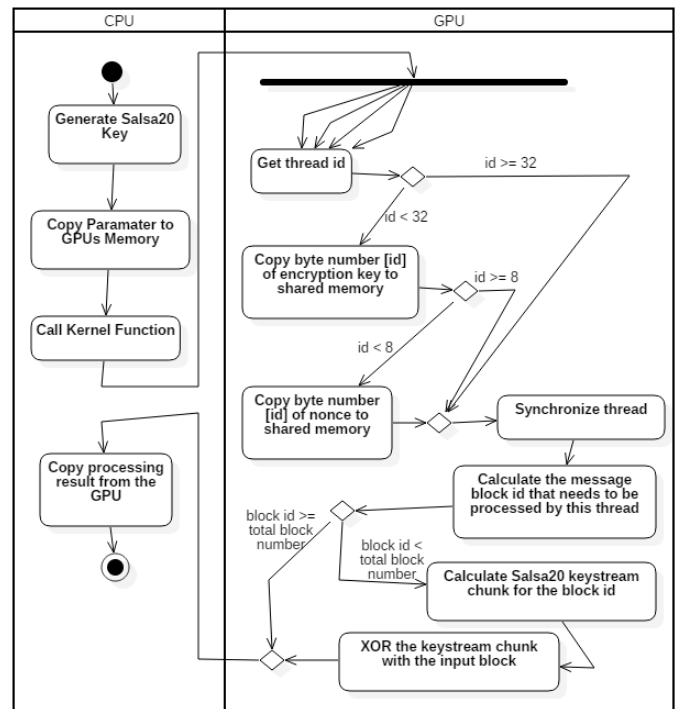 CPU
GPU
Generate Salsa20
Key
Copy Paramater to
GPUs Memory
Call Kernel Function
Copy processing
result from the
GPU
Get thread id
id >= 32
id < 32
Copy byte number [id]
of encryption key to
shared memory
id >= 8
id < 8
Copy byte number
[id] of nonce to
shared memory
Synchronize thread
Calculate the message
block id that needs to be
processed by this thread
block id >=
total block
number
block id <
total block
number
Calculate Salsa20 keystream
chunk for the block id
XOR the keystream chunk
with the input block